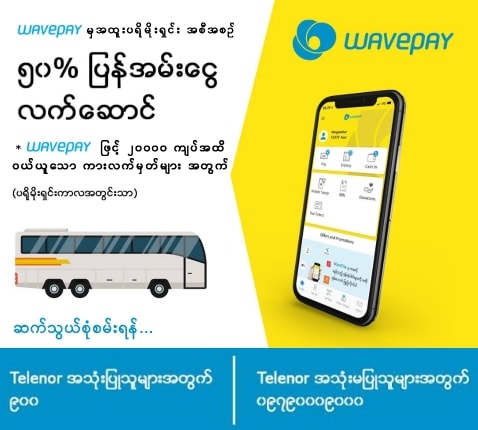 wavepay မှအထူးပရိမိုးရှင်း အစီအစဉ်
wavepay
၅၀% ပြန်အမ်းငွေ
လက်ဆောင်
* wavepay ဖြင့် ၂၀၀၀၀ ကျပ်အထိ
ဝယ်ယူသော ကားလက်မှတ်များ အတွက်
(ပရိမိုးရှင်းကာလအတွင်းသာ)
wavepay
Offers and Promotions
ဆက်သွယ်စုံစမ်းရန်...
Telenor အသုံးပြုသူများအတွက်
၉၀၀
Telenor အသုံးမပြုသူများအတွက်
၀၉၇၉၀၀၀၉၀၀၀